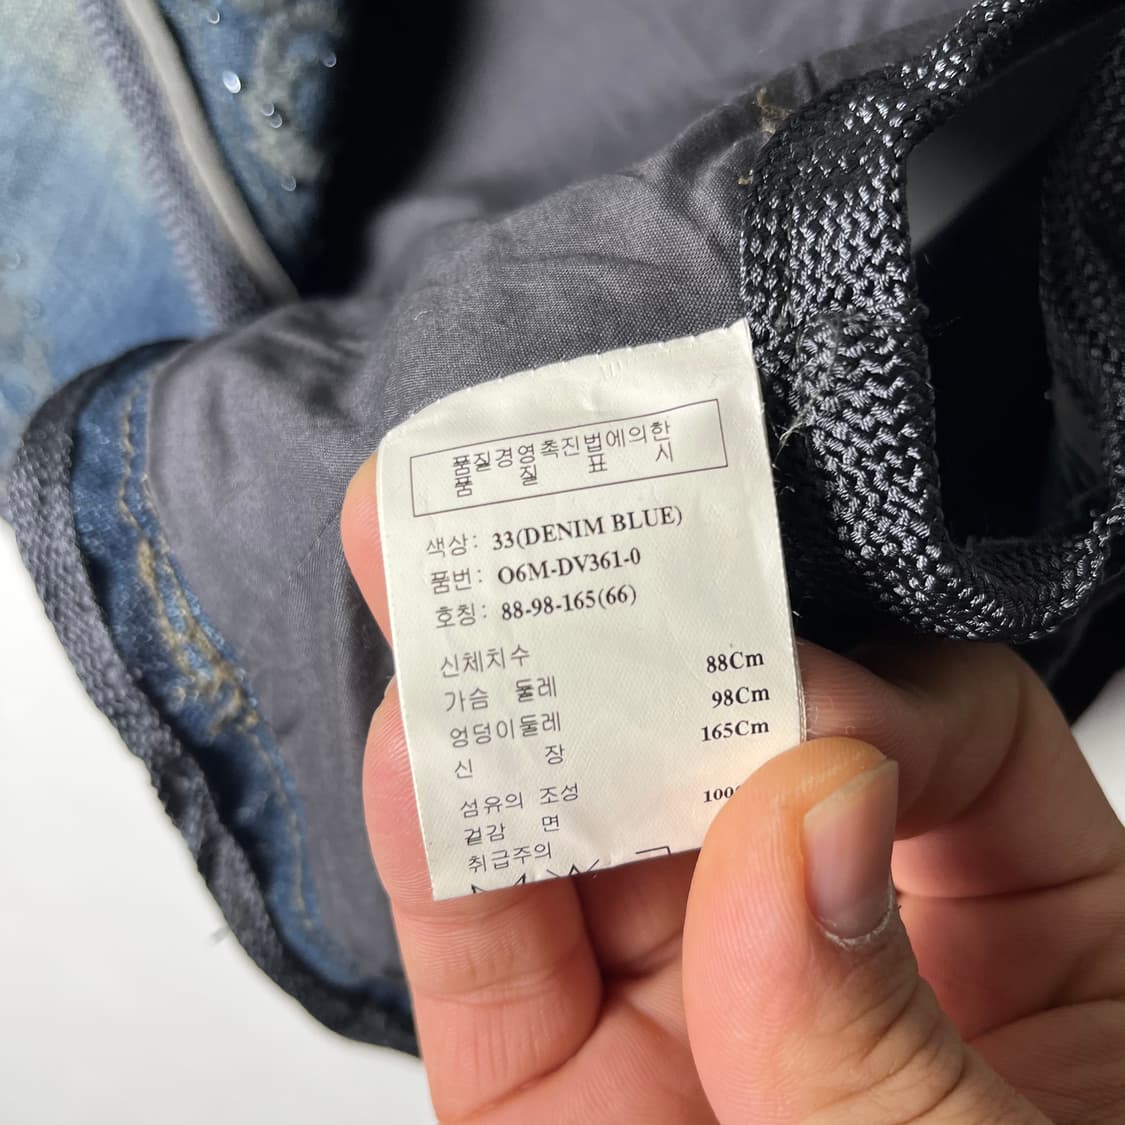 품질경영촉진법에의한
품 질 표 시
색상: 33(DENIM BLUE)
품번: O6M-DV361-0
호칭: 88-98-165(66)
신체치수
가슴 둘레 88Cm
엉덩이둘레 98Cm
신 장 165Cm
섬유의 조성
겉감 면 100
취급주의